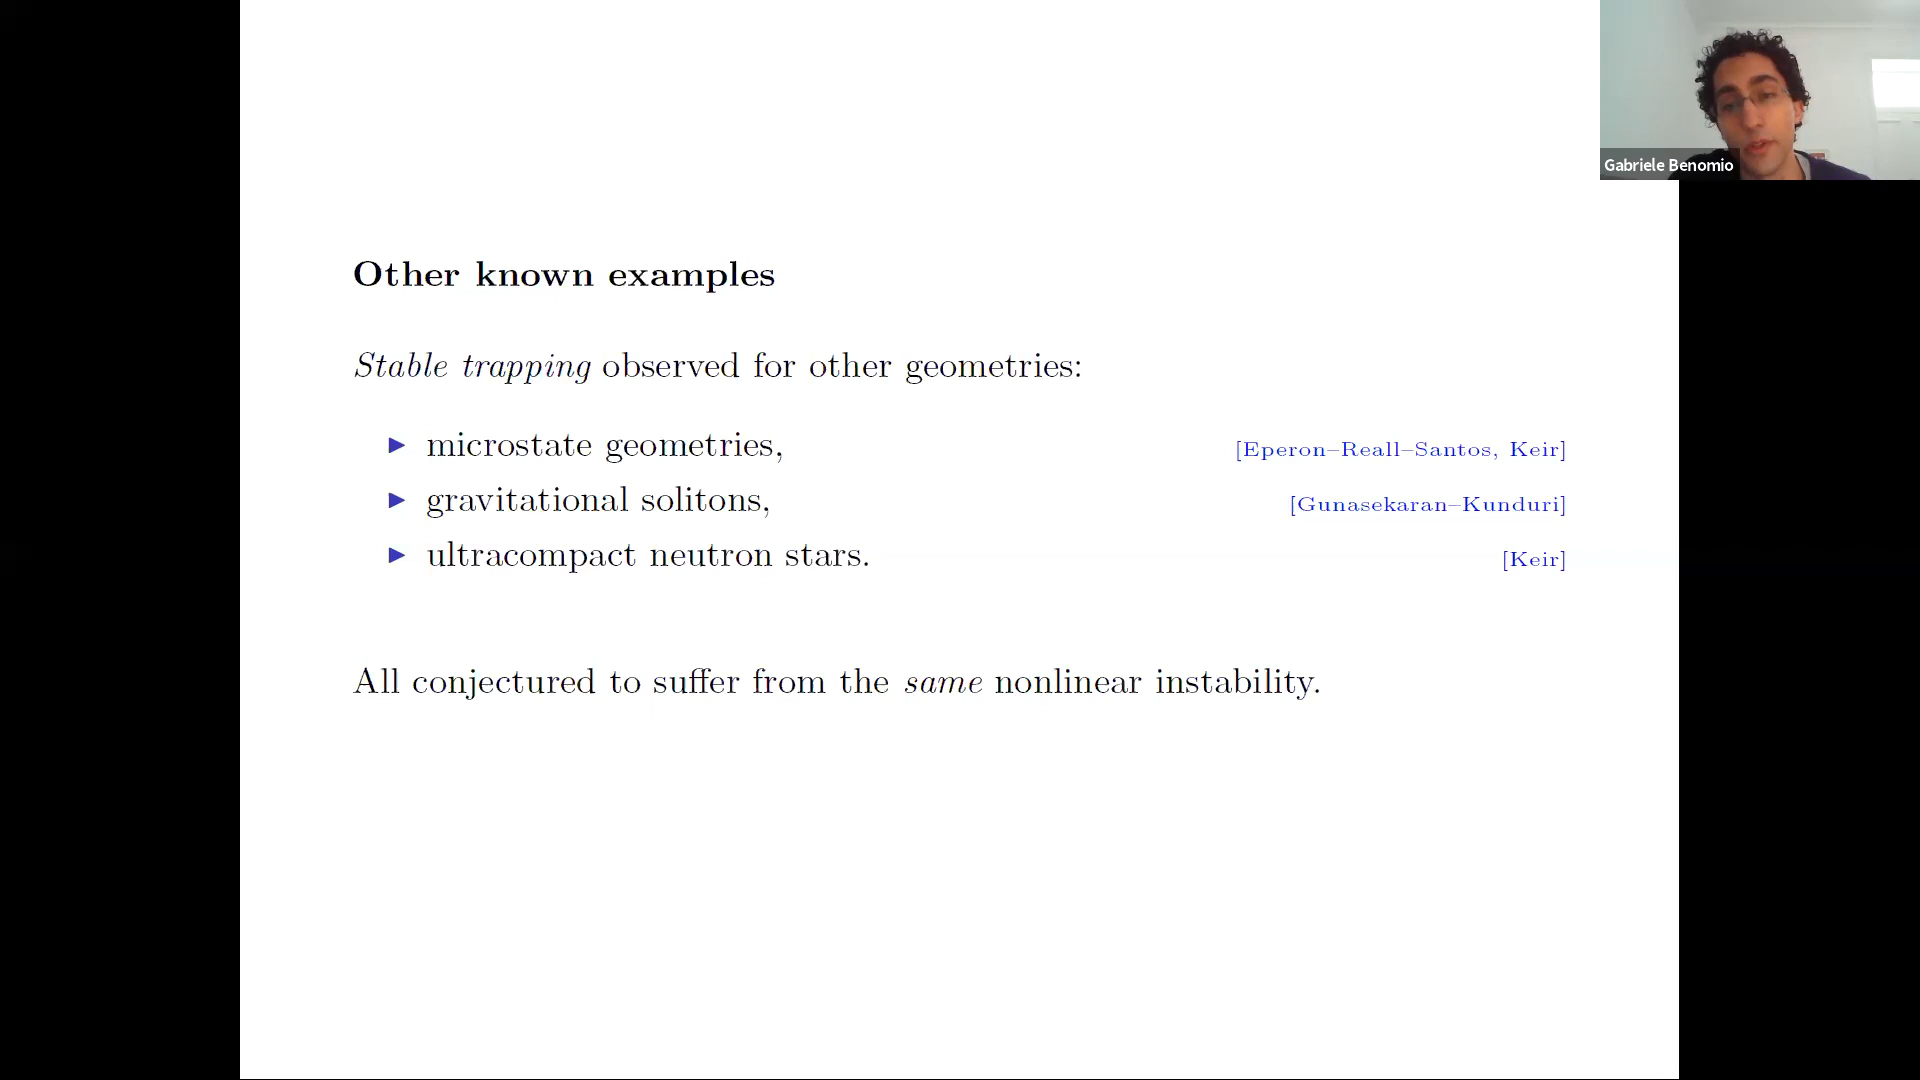 Gabriele Benomio
Other known examples
Stable trapping observed for other geometries:
▶ microstate geometries, [Eperon–Reall–Santos, Keir]
▶ gravitational solitons, [Gunasekaran–Kunduri]
▶ ultracompact neutron stars. [Keir]
All conjectured to suffer from the same nonlinear instability.